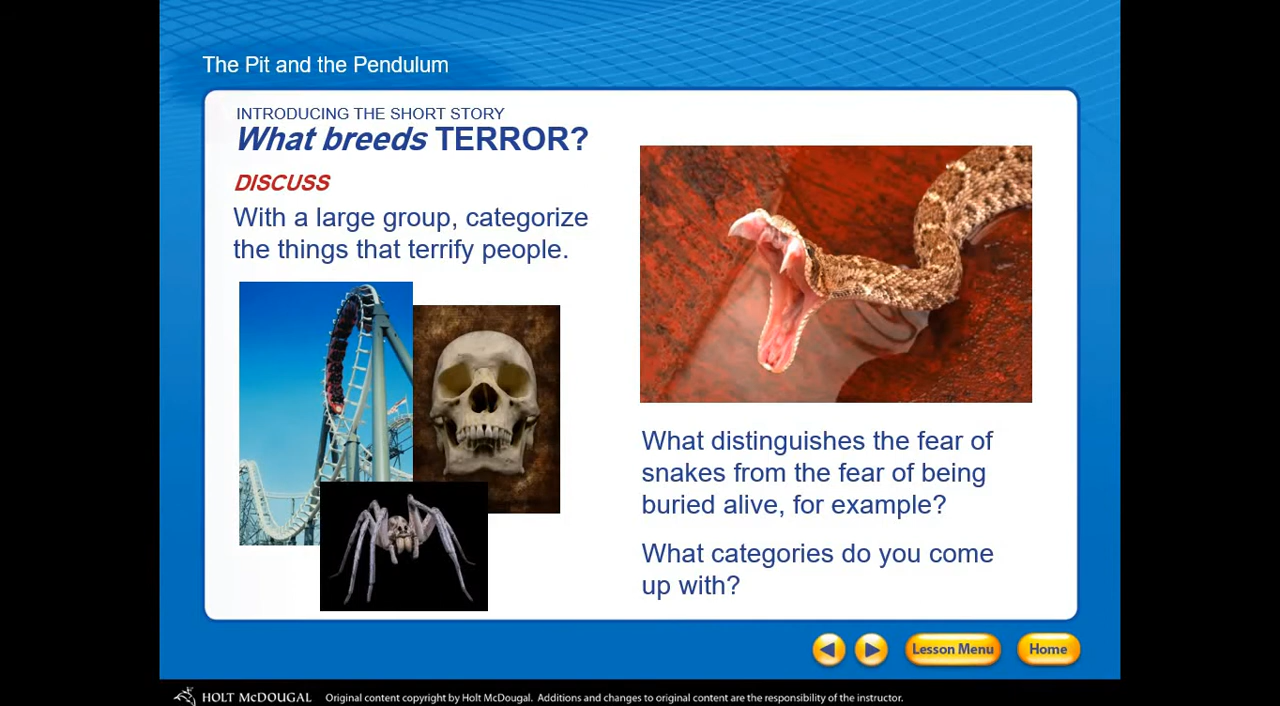 The Pit and the Pendulum
INTRODUCING THE SHORT STORY
What breeds TERROR?
DISCUSS
With a large group, categorize
the things that terrify people.
What distinguishes the fear of
snakes from the fear of being
buried alive, for example?
What categories do you come
up with?
Lesson Menu
Home
HOLT MCDOUGAL
Original content copyright by Holt McDougal. Additions and changes to original content are the responsibility of the instructor.